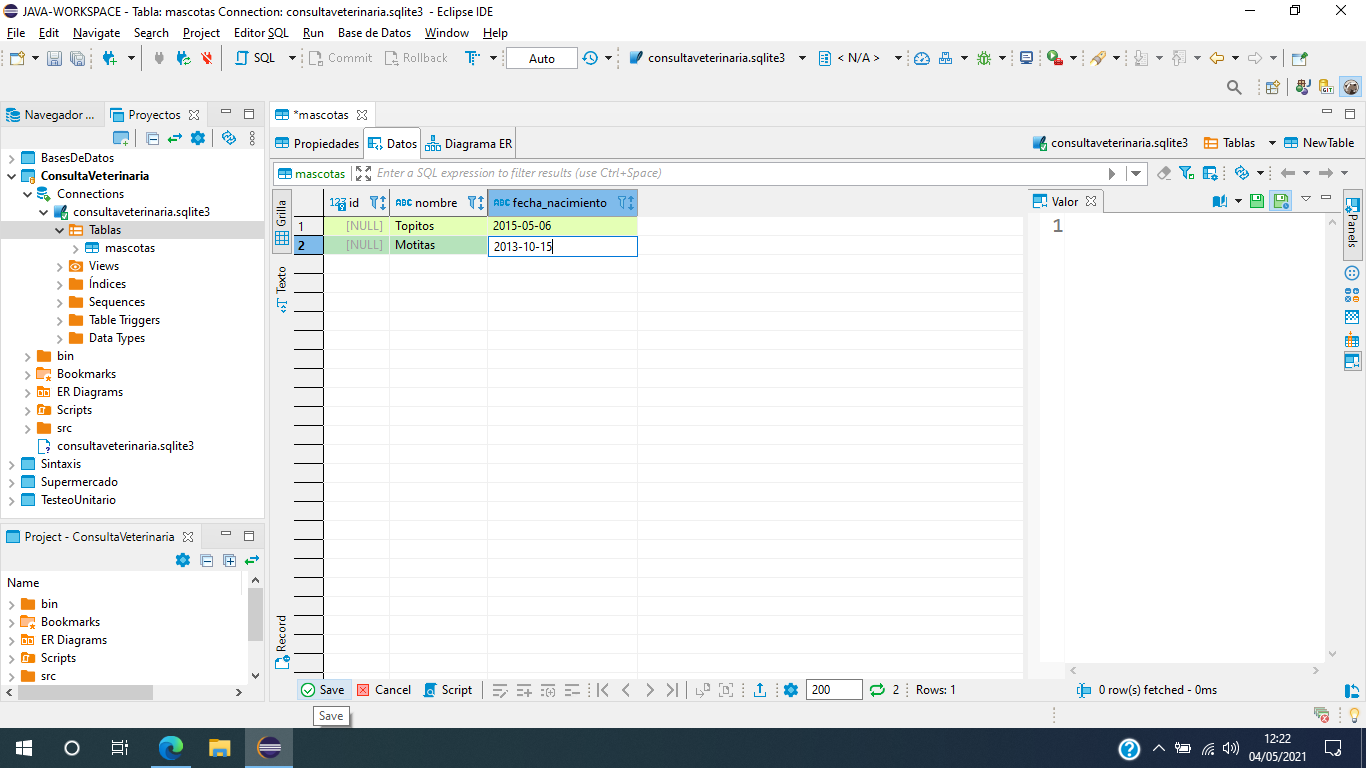 JAVA-WORKSPACE - Tabla: mascotas Connection: consultaveterinaria.sqlite3 - Eclipse IDE
File Edit Navigate Search Project Editor SQL Run Base de Datos Window Help
SQL Commit Rollback Auto consultaveterinaria.sqlite3 < N/A >
Navegador ... Proyectos
*mascotas
Propiedades Datos Diagrama ER consultaveterinaria.sqlite3 Tablas NewTable
mascotas Enter a SQL expression to filter results (use Ctrl+Space)
BasesDeDatos
ConsultaVeterinaria
Connections
consultaveterinaria.sqlite3
Tablas
mascotas
Views
Índices
Sequences
Table Triggers
Data Types
bin
Bookmarks
ER Diagrams
Scripts
src
consultaveterinaria.sqlite3
Sintaxis
Supermercado
TesteoUnitario
Grilla
Texto
Record
123 id ABC nombre ABC fecha_nacimiento
1 [NULL] Topitos 2015-05-06
2 [NULL] Motitas 2013-10-15
Valor
1
Panels
Project - ConsultaVeterinaria
Name
bin
Bookmarks
ER Diagrams
Scripts
src
Save Cancel Script 200 2 Rows: 1 0 row(s) fetched - 0ms
Save
12:22
04/05/2021